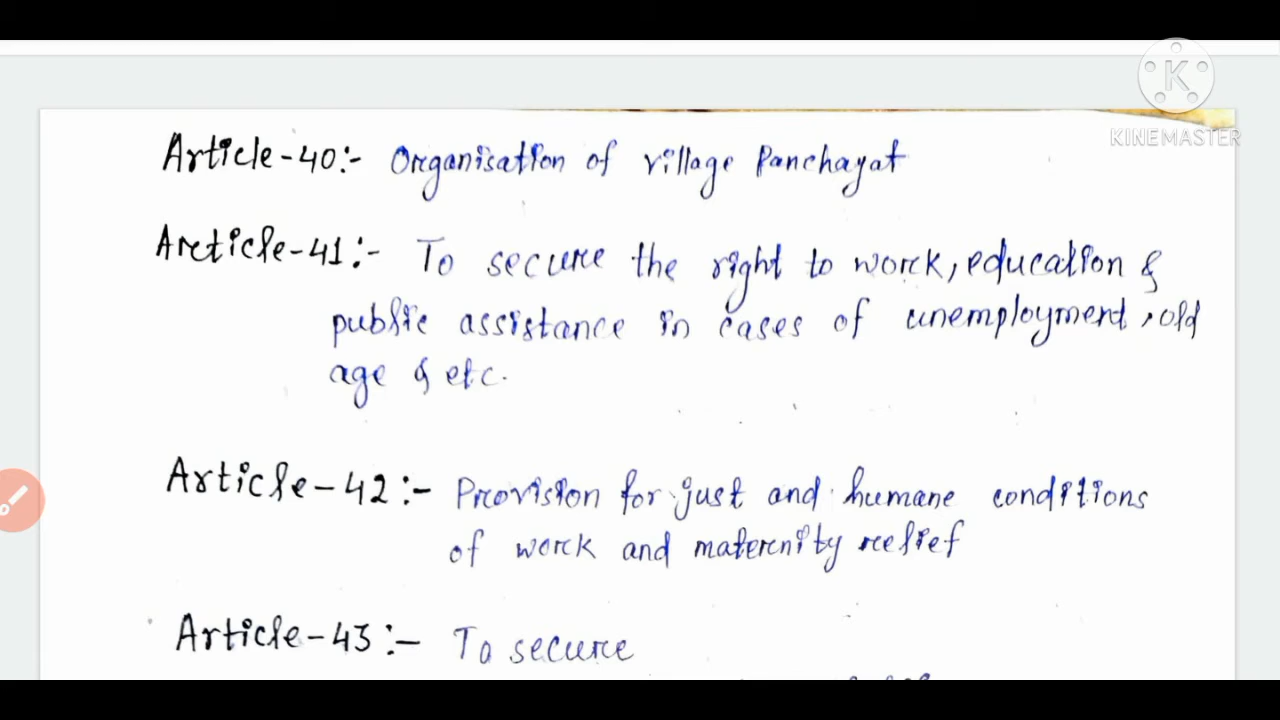 KINEMASTER
Article-40:- Organisation of village Panchayat
Article-41:- To secure the right to work, education &
public assistance in cases of unemployment, old
age & etc.
Article-42:- Provision for just and humane conditions
of work and maternity relief
Article-43:- To secure